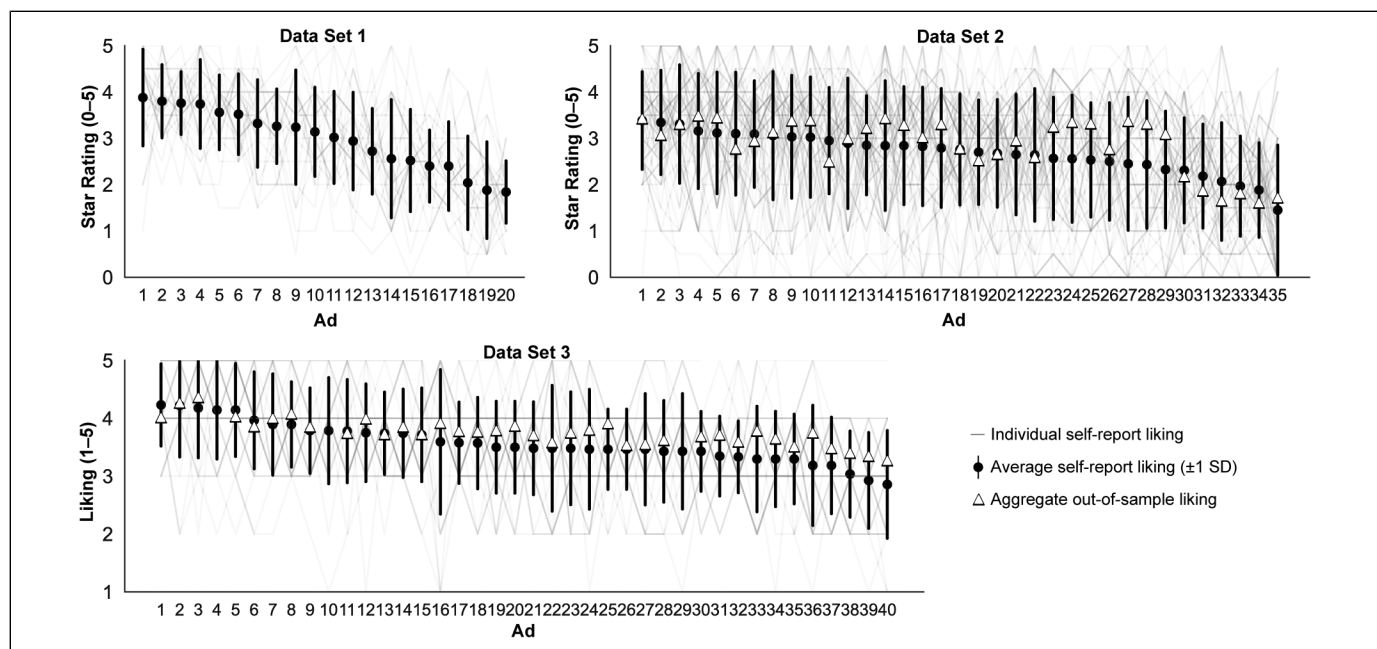 Data Set 1
Star Rating (0–5)
5
4
3
2
1
0
1 2 3 4 5 6 7 8 9 10 11 12 13 14 15 16 17 18 19 20
Ad
Data Set 2
Star Rating (0–5)
5
4
3
2
1
0
1 2 3 4 5 6 7 8 9 10 11 12 13 14 15 16 17 18 19 20 21 22 23 24 25 26 27 28 29 30 31 32 33 34 35
Ad
Data Set 3
Liking (1–5)
5
4
3
2
1
1 2 3 4 5 6 7 8 9 10 11 12 13 14 15 16 17 18 19 20 21 22 23 24 25 26 27 28 29 30 31 32 33 34 35 36 37 38 39 40
Ad
Individual self-report liking
Average self-report liking (±1 SD)
Aggregate out-of-sample liking